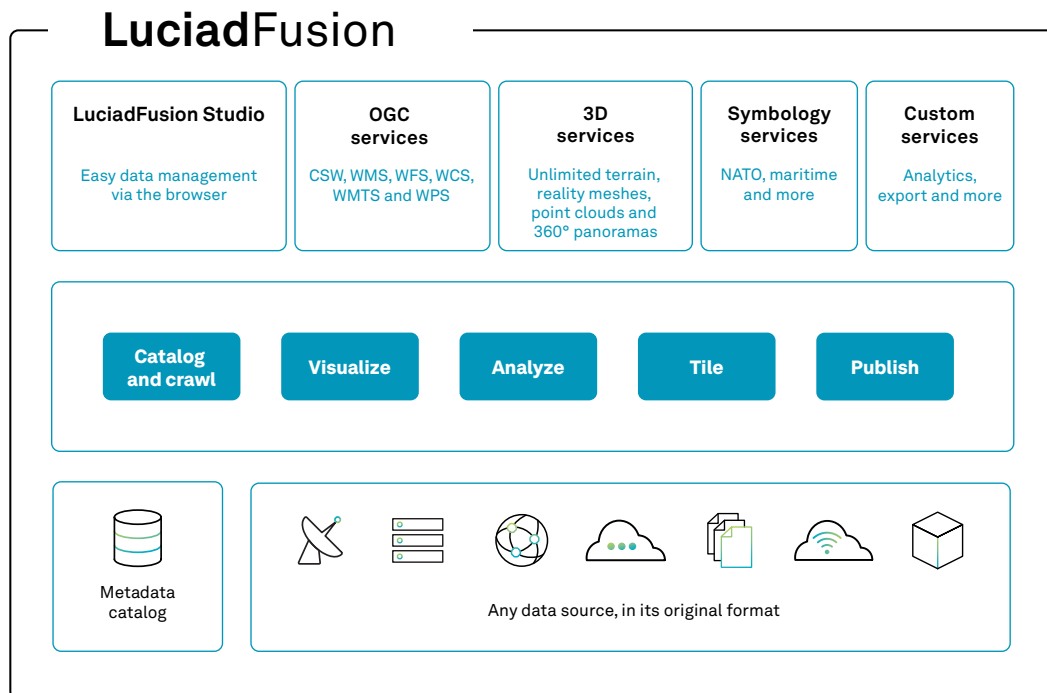 LuciadFusion
LuciadFusion Studio
Easy data management
via the browser
OGC
services
CSW, WMS, WFS, WCS,
WMTS and WPS
3D
services
Unlimited terrain,
reality meshes,
point clouds and
360° panoramas
Symbology
services
NATO, maritime
and more
Custom
services
Analytics,
export and more
Catalog
and crawl
Visualize
Analyze
Tile
Publish
Metadata
catalog
Any data source, in its original format